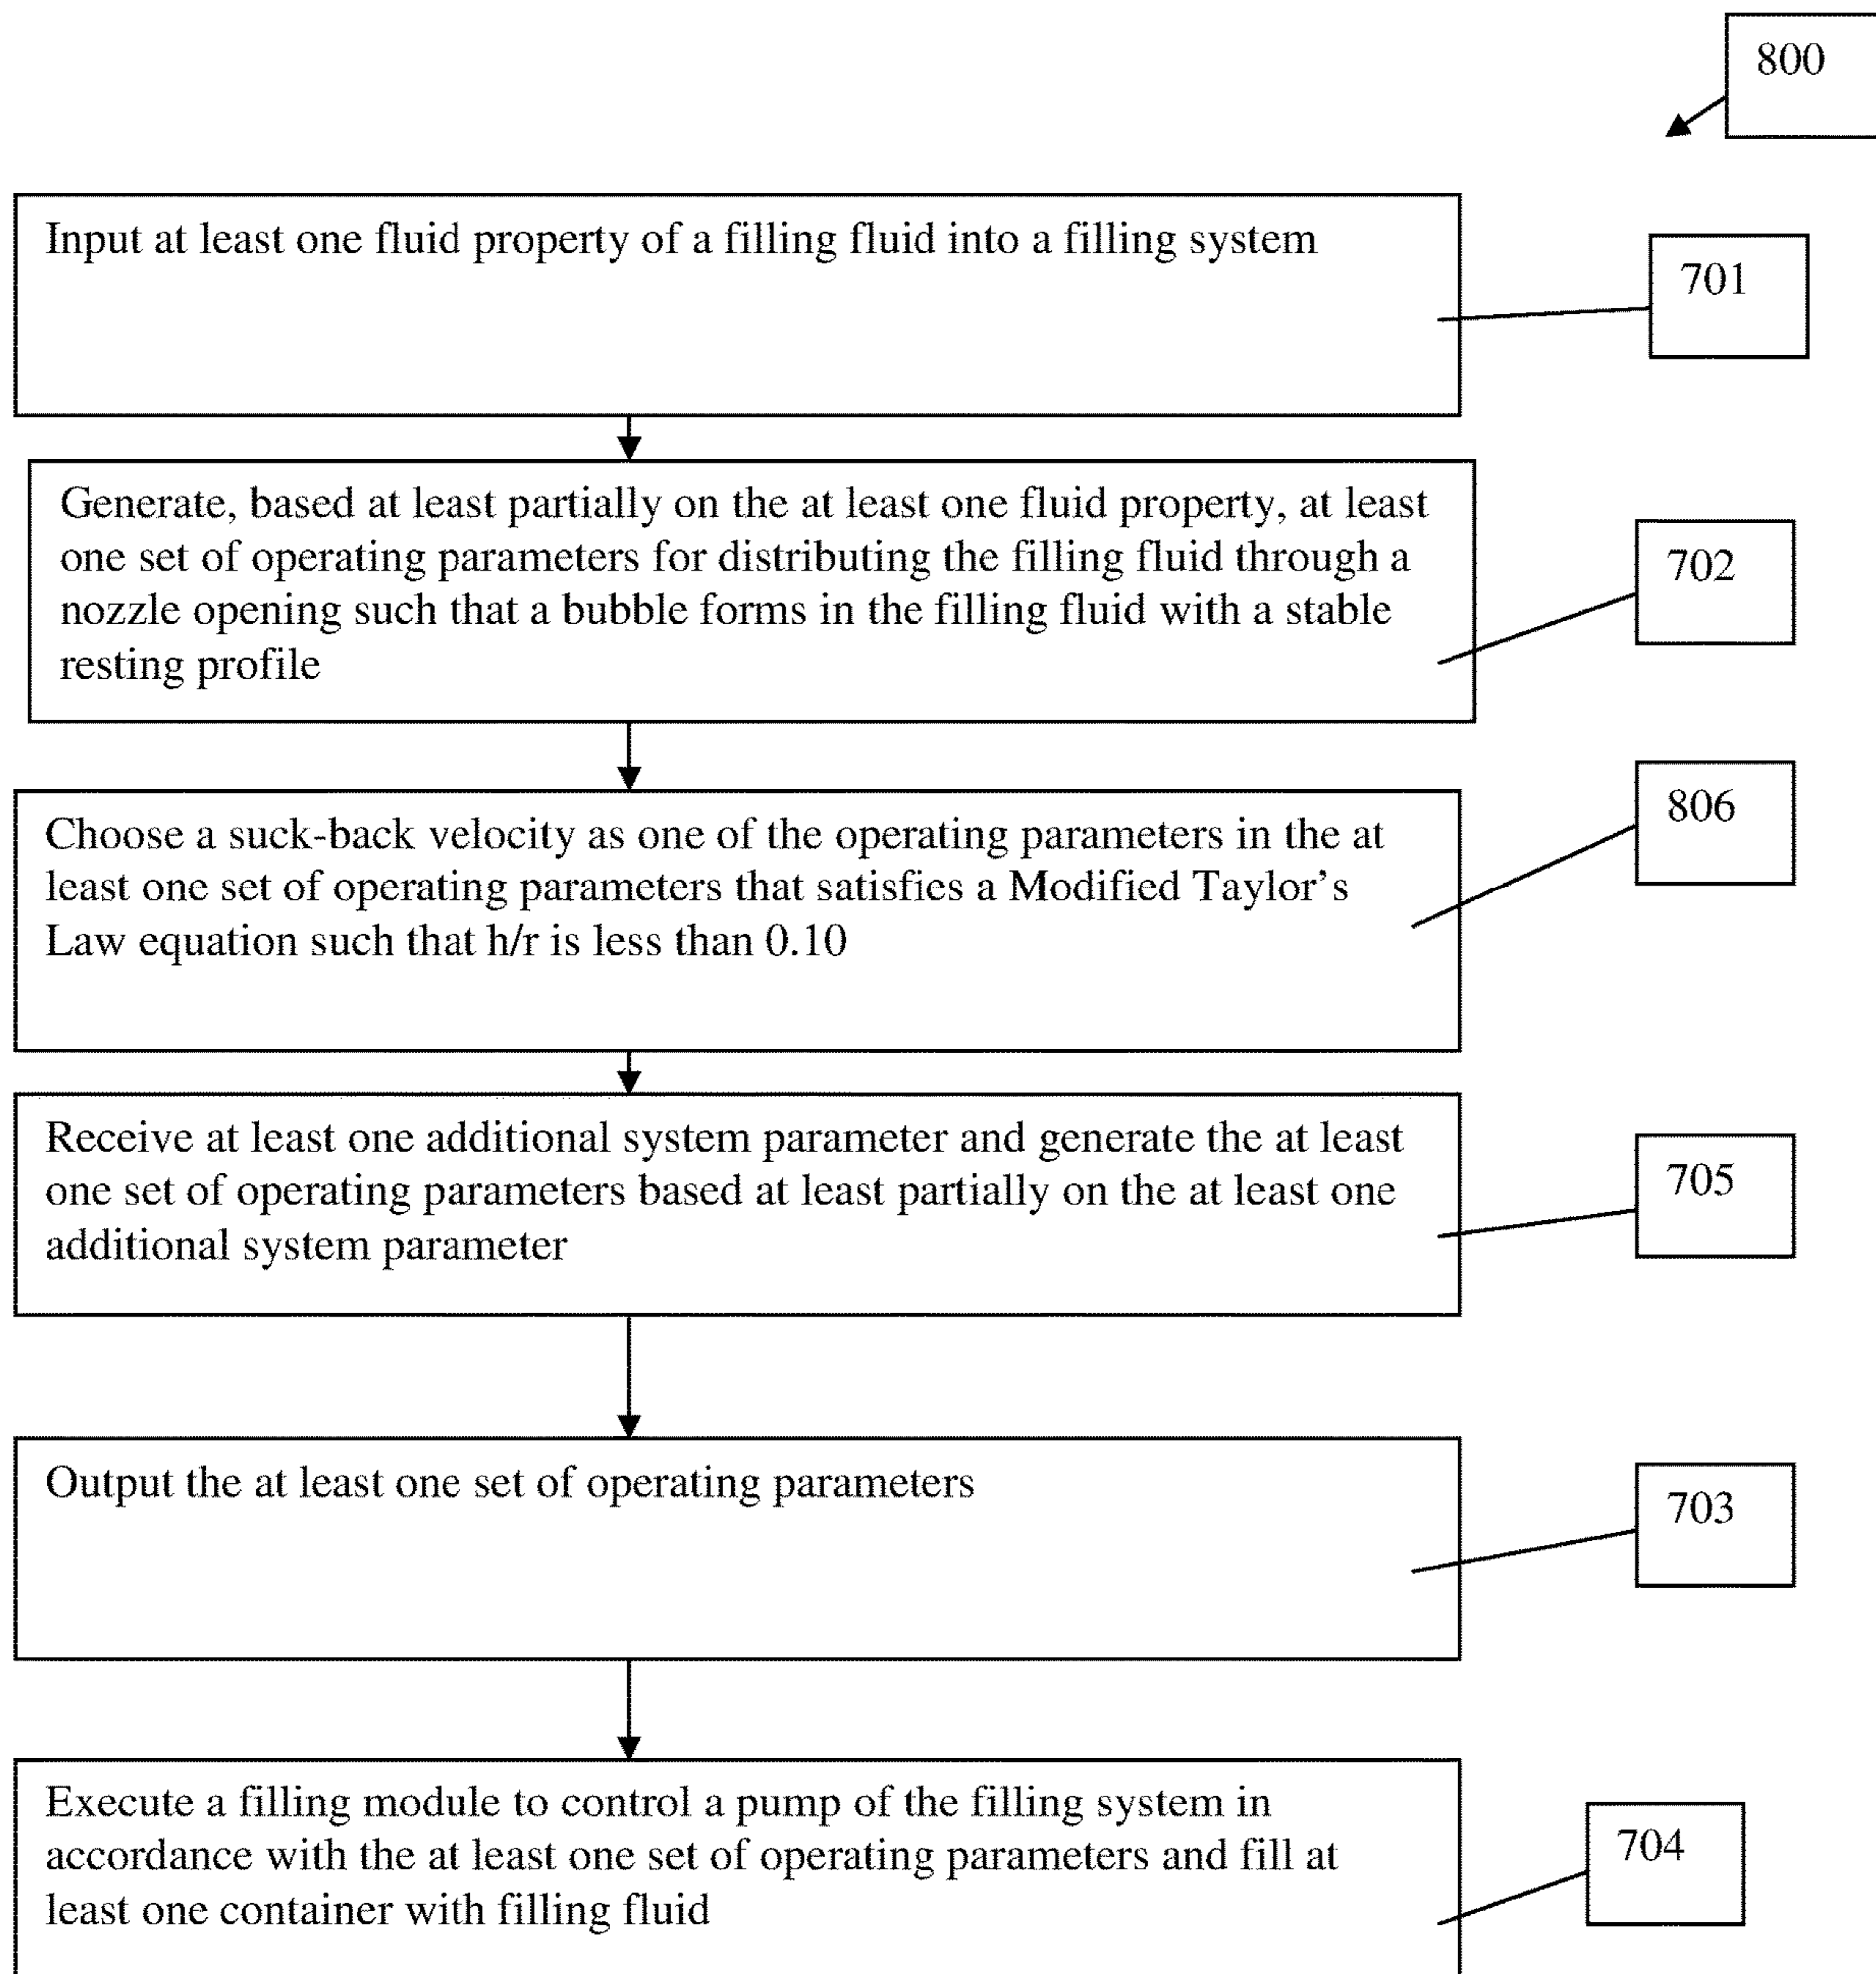 800
Input at least one fluid property of a filling fluid into a filling system
701
Generate, based at least partially on the at least one fluid property, at least
one set of operating parameters for distributing the filling fluid through a
nozzle opening such that a bubble forms in the filling fluid with a stable
resting profile
702
Choose a suck-back velocity as one of the operating parameters in the at
least one set of operating parameters that satisfies a Modified Taylor’s
Law equation such that h/r is less than 0.10
806
Receive at least one additional system parameter and generate the at least
one set of operating parameters based at least partially on the at least one
additional system parameter
705
Output the at least one set of operating parameters
703
Execute a filling module to control a pump of the filling system in
accordance with the at least one set of operating parameters and fill at
least one container with filling fluid
704